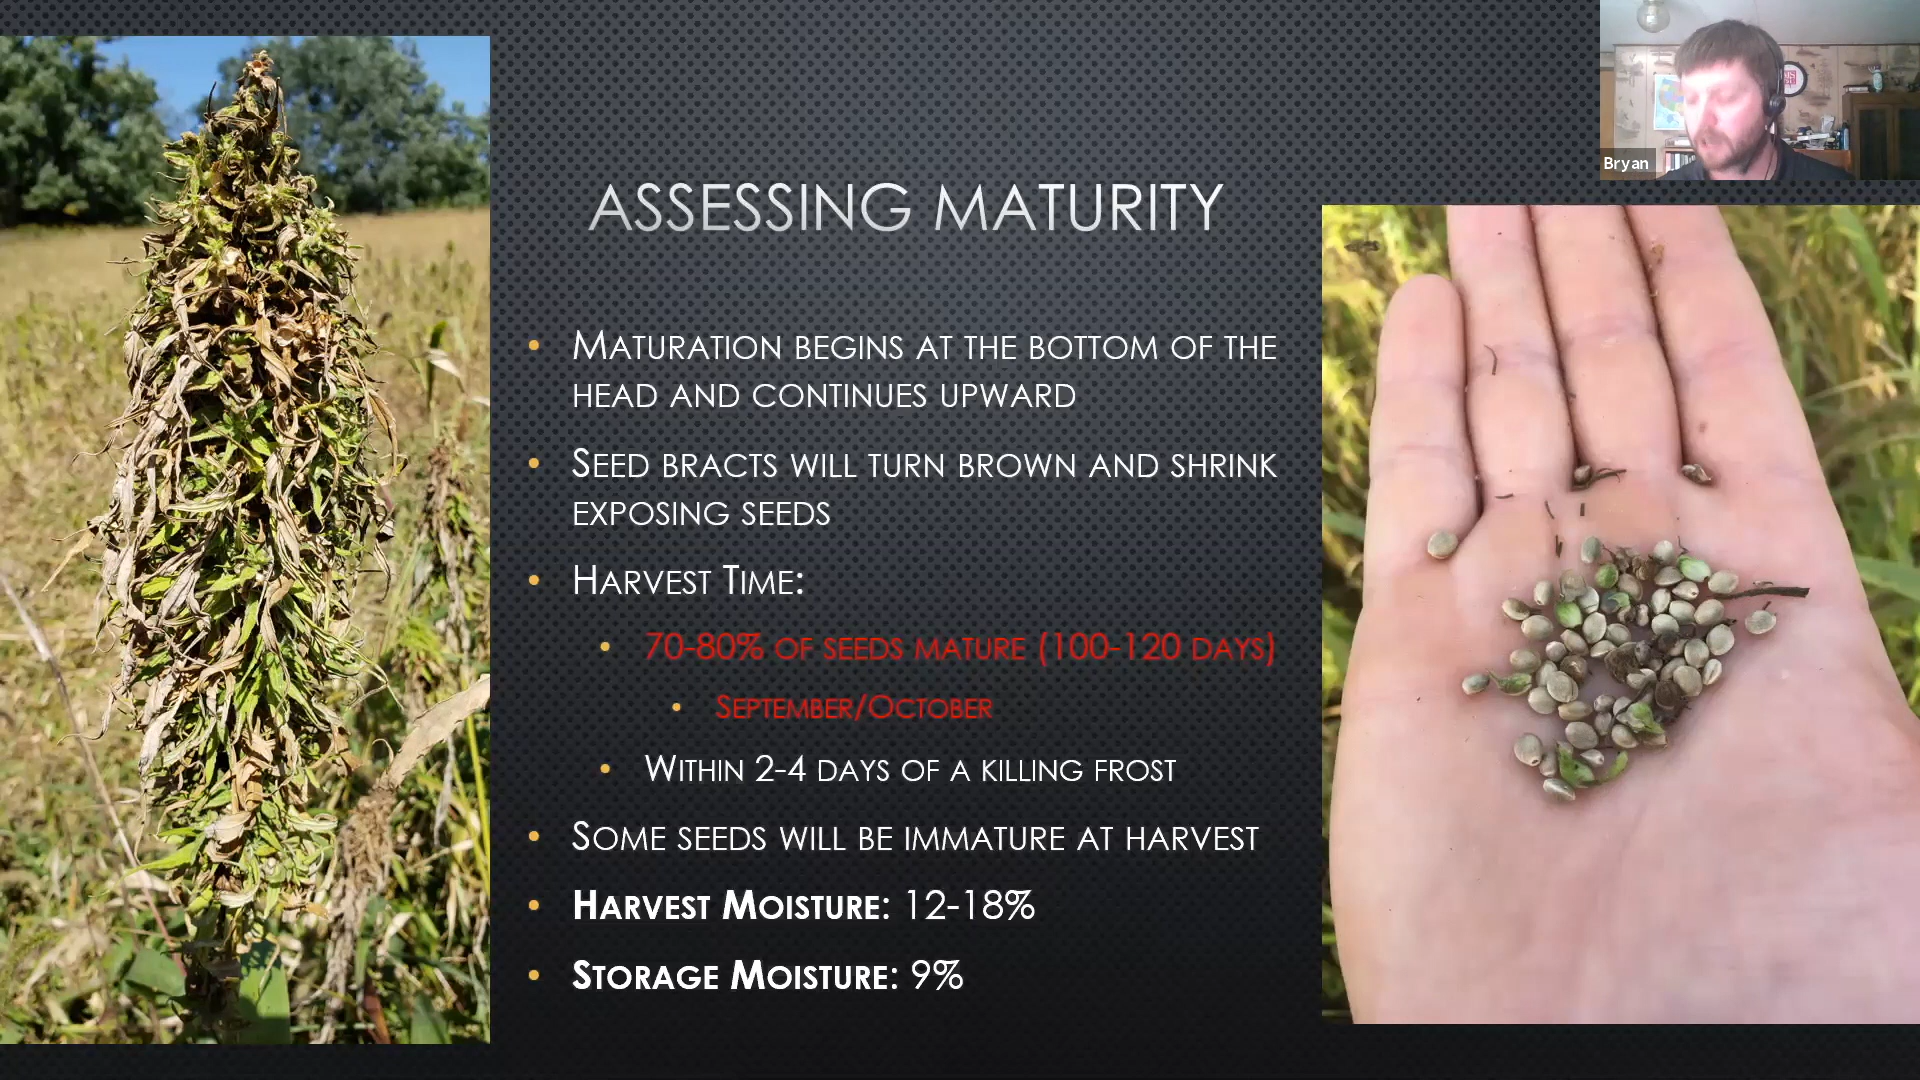 Bryan
ASSESSING MATURITY
MATURATION BEGINS AT THE BOTTOM OF THE
HEAD AND CONTINUES UPWARD
SEED BRACTS WILL TURN BROWN AND SHRINK
EXPOSING SEEDS
HARVEST TIME:
70-80% OF SEEDS MATURE (100-120 DAYS)
SEPTEMBER/OCTOBER
WITHIN 2-4 DAYS OF A KILLING FROST
SOME SEEDS WILL BE IMMATURE AT HARVEST
HARVEST MOISTURE: 12-18%
STORAGE MOISTURE: 9%